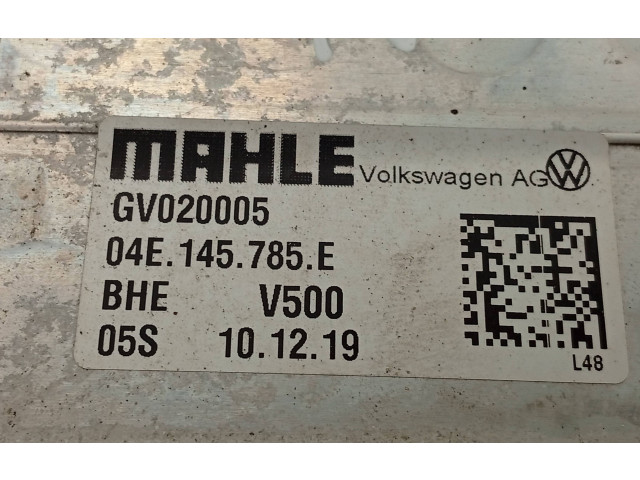 MAHLE Volkswagen AG
GV020005
04E.145.785.E
BHE V500
05S 10.12.19
L48